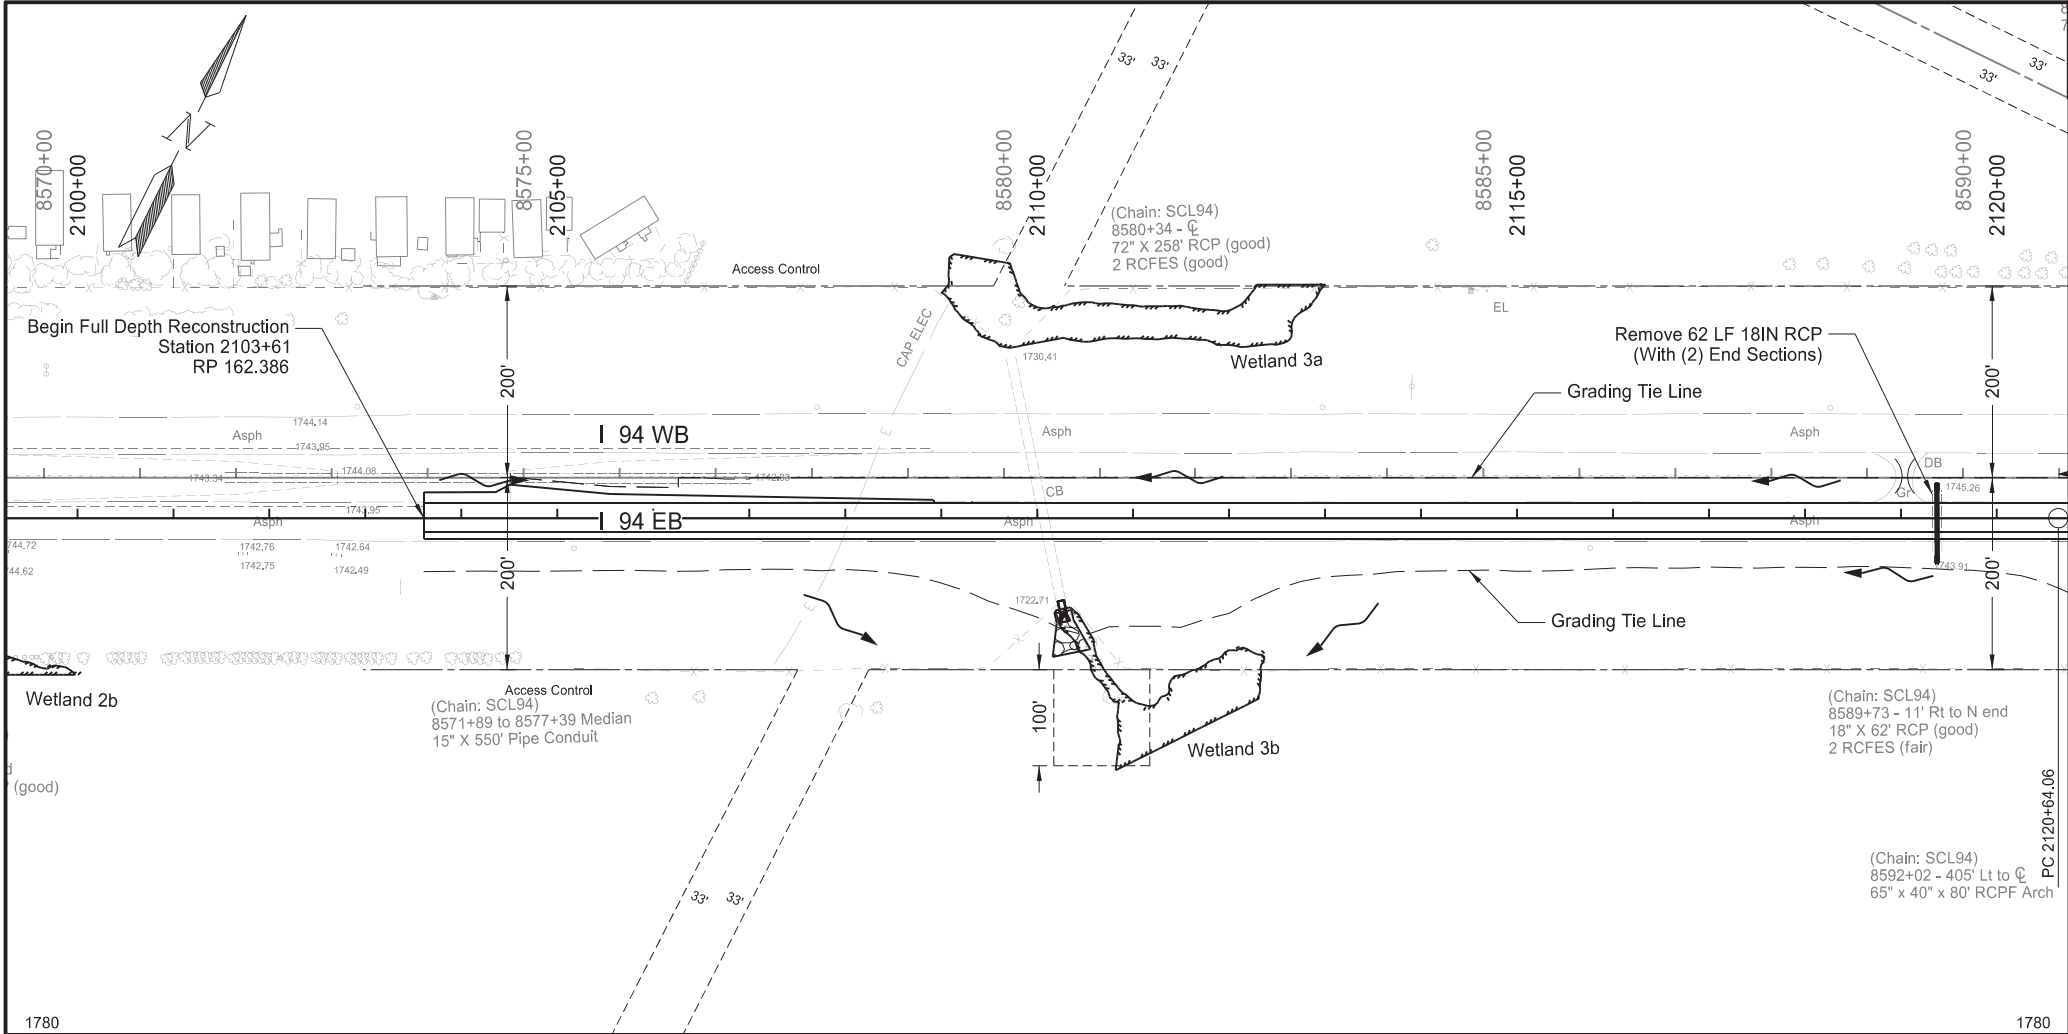 33' 33'
33'
33'
N
8570+00
2100+00
8575+00
2105+00
8580+00
2110+00
8585+00
2115+00
8590+00
2120+00
(Chain: SCL94)
8580+34 - ℄
72" X 258' RCP (good)
2 RCFES (good)
Access Control
EL
Begin Full Depth Reconstruction
Station 2103+61
RP 162.386
CAP ELEC
Remove 62 LF 18IN RCP
(With (2) End Sections)
1730.41
Wetland 3a
Grading Tie Line
200'
200'
1744.14
Asph
1743.95
I 94 WB
Asph
Asph
E
1744.08
1743.34
1742.83
DB
CB
Gr
1745.26
1743.95
Asph
I 94 EB
Asph
Asph
1742.76
1742.64
1742.75
1742.49
44.72
44.62
1743.91
200'
200'
1722.71
E
Grading Tie Line
Wetland 2b
Access Control
(Chain: SCL94)
8571+89 to 8577+39 Median
15" X 550' Pipe Conduit
100'
Wetland 3b
(Chain: SCL94)
8589+73 - 11' Rt to N end
18" X 62' RCP (good)
2 RCFES (fair)
(good)
PC 2120+64.06
(Chain: SCL94)
8592+02 - 405' Lt to ℄
65" x 40" x 80' RCPF Arch
33' 33'
1780
1780